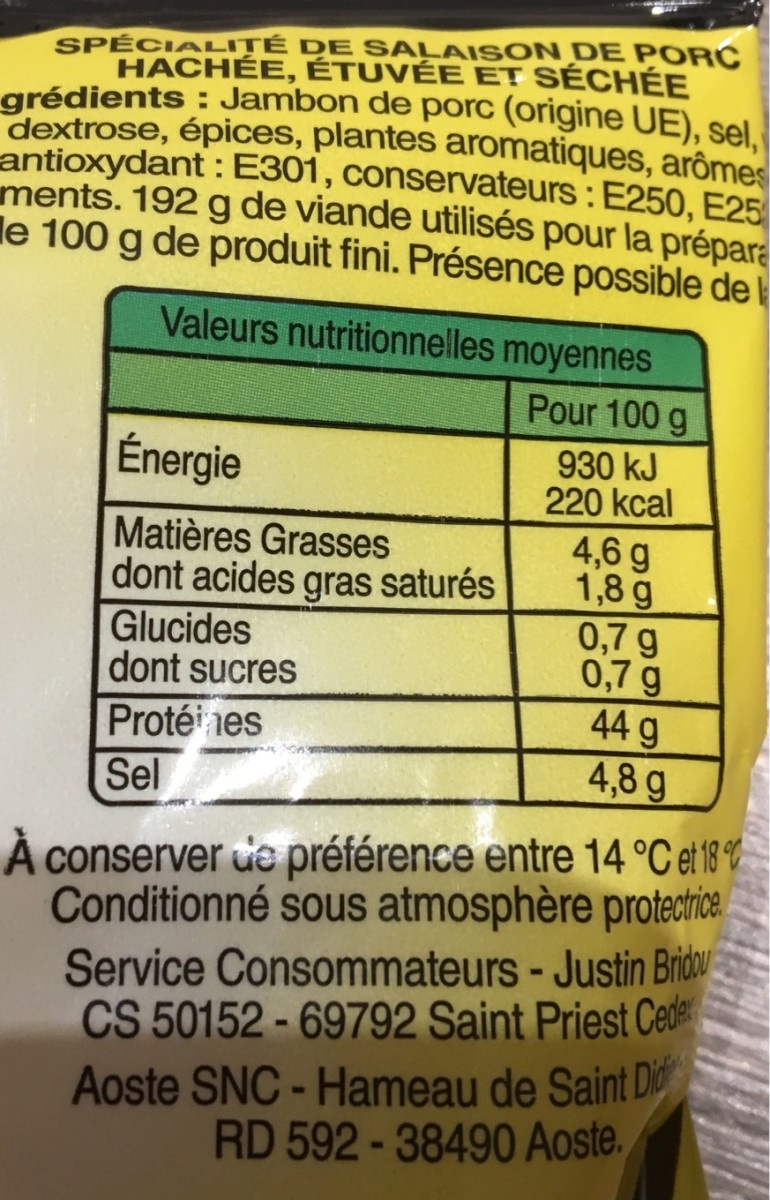 SPÉCIALITÉ DE SALAISON DE PORC
HACHÉE, ÉTUVÉE ET SÉCHÉE
grédients : Jambon de porc (origine UE), sel,
dextrose, épices, plantes aromatiques, arômes
antioxydant : E301, conservateurs : E250, E25
ments. 192 g de viande utilisés pour la prépara
le 100 g de produit fini. Présence possible de
Valeurs nutritionnelles moyennes
Pour 100 g
Énergie 930 kJ
220 kcal
Matières Grasses 4,6 g
dont acides gras saturés 1,8 g
Glucides 0,7 g
dont sucres 0,7 g
Protéines 44 g
Sel 4,8 g
À conserver de préférence entre 14 °C et 18 °C
Conditionné sous atmosphère protectrice.
Service Consommateurs - Justin Bridou
CS 50152 - 69792 Saint Priest Cedex
Aoste SNC - Hameau de Saint Didier
RD 592 - 38490 Aoste.